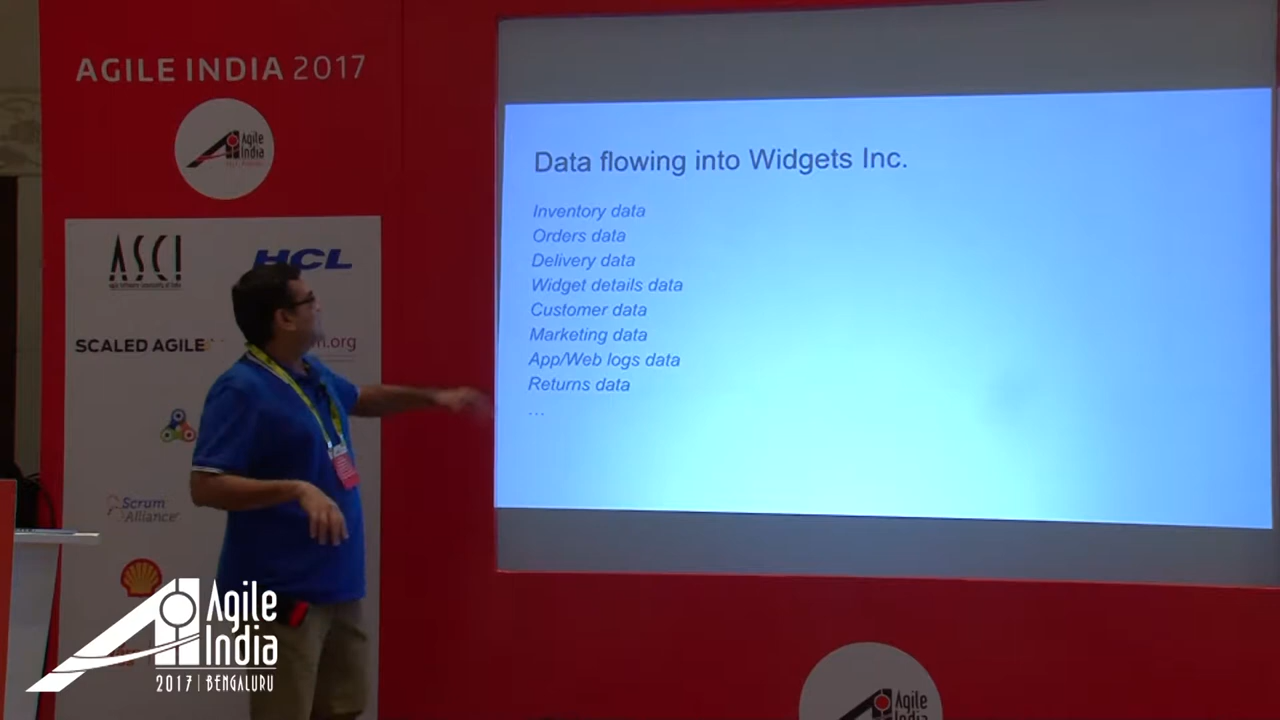 AGILE INDIA 2017
Agile
India
ASCI
HCL
SCALED AGILE
m.org
Data flowing into Widgets Inc.
Inventory data
Orders data
Delivery data
Widget details data
Customer data
Marketing data
App/Web logs data
Returns data
...
Scrum
Alliance
Agile
India
2017 | BENGALURU
Agile
India